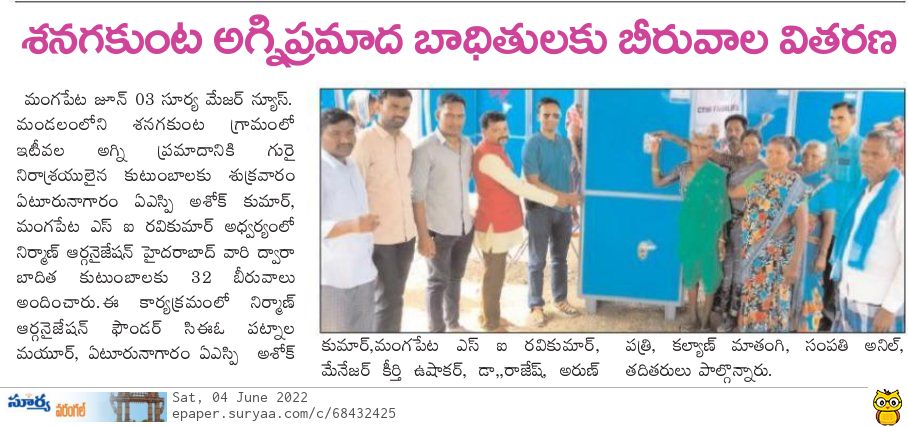 శనగకుంట అగ్నిప్రమాద బాధితులకు బీరువాల వితరణ
మంగపేట జూన్ 03 సూర్య మేజర్ న్యూస్.
మండలంలోని శనగకుంట గ్రామంలో
ఇటీవల అగ్ని ప్రమాదానికి గురై
నిరాశ్రయులైన కుటుంబాలకు శుక్రవారం
ఏటూరునాగారం ఏఎస్పి అశోక్ కుమార్,
మంగపేట ఎస్ ఐ రవికుమార్ అధ్వర్యంలో
నిర్మాణ్ ఆర్గనైజేషన్ హైదరాబాద్ వారి ద్వారా
బాదిత కుటుంబాలకు 32 బీరువాలు
అందించారు.ఈ కార్యక్రమంలో నిర్మాణ్
ఆర్గనైజేషన్ ఫౌండర్ సిఈఓ పట్నాల
మయూర్, ఏటూరునాగారం ఏఎస్పి అశోక్
కుమార్,మంగపేట ఎస్ ఐ రవికుమార్,
మేనేజర్ కీర్తి ఉషాకర్, డా,,రాజేష్, అరుణ్
పత్రి, కల్యాణ్ మాతంగి, సంపతి అనిల్,
తదితరులు పాల్గొన్నారు.
సూర్య వరంగల్
Sat, 04 June 2022
epaper.suryaa.com/c/68432425